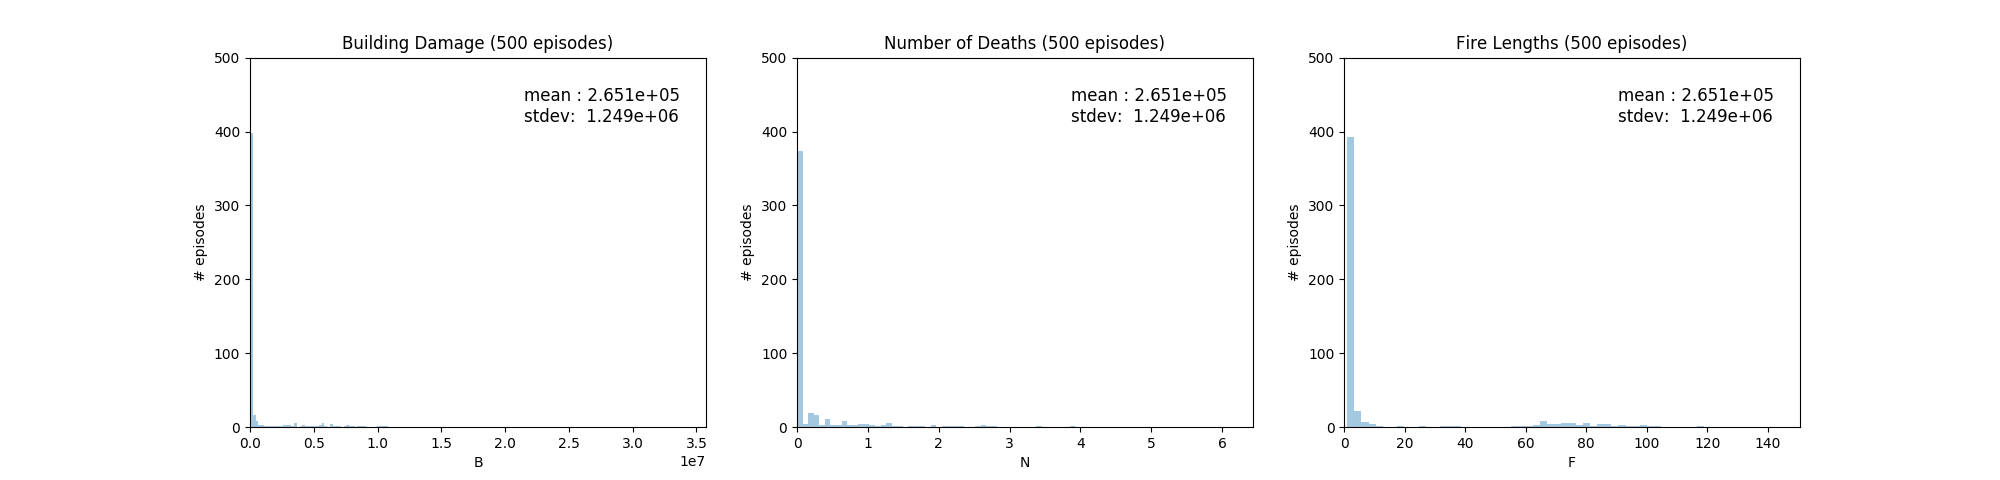 Building Damage (500 episodes)
mean : 2.651e+05
stdev:  1.249e+06
500
400
300
200
100
0
# episodes
0.0 0.5 1.0 1.5 2.0 2.5 3.0 3.5
1e7
B
Number of Deaths (500 episodes)
mean : 2.651e+05
stdev:  1.249e+06
500
400
300
200
100
0
# episodes
0 1 2 3 4 5 6
N
Fire Lengths (500 episodes)
mean : 2.651e+05
stdev:  1.249e+06
500
400
300
200
100
0
# episodes
0 20 40 60 80 100 120 140
F